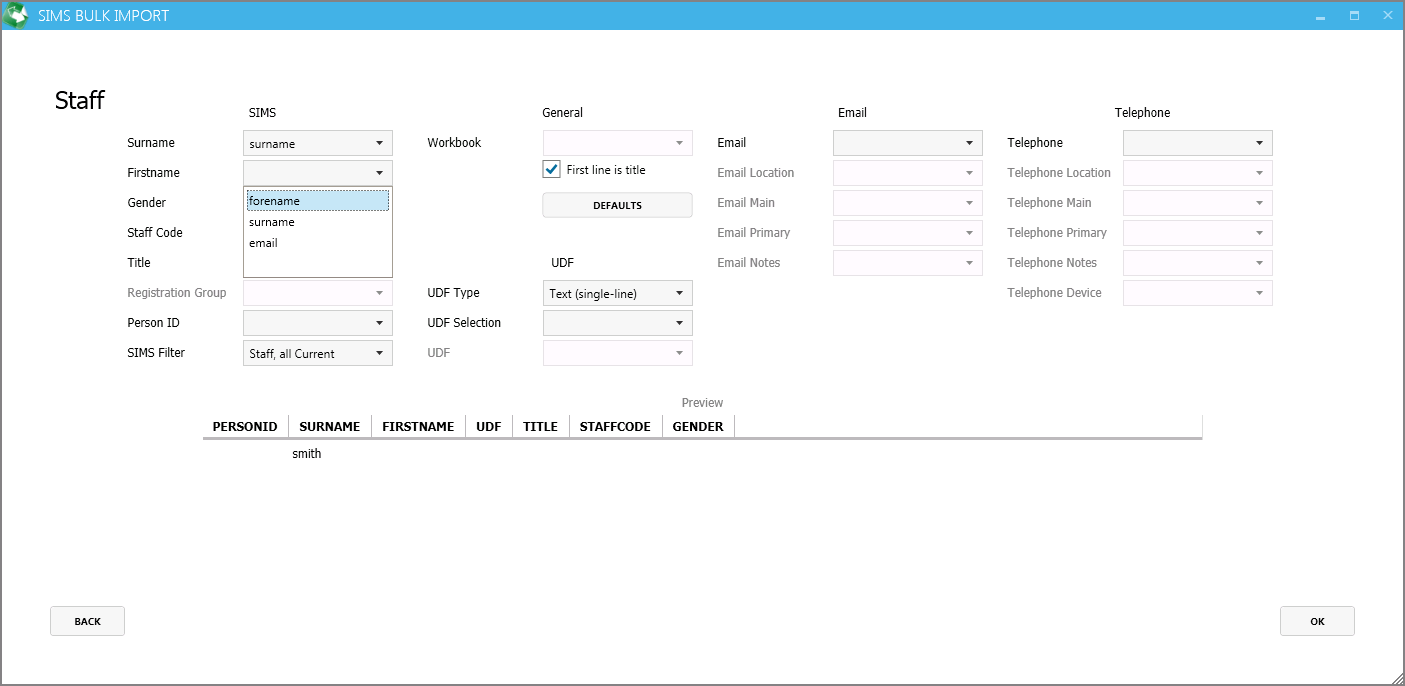 SIMS BULK IMPORT
Staff
SIMS General Email Telephone
Surname surname Workbook Email Telephone
Firstname First line is title Email Location Telephone Location
Gender forename DEFAULTS Email Main Telephone Main
surname
Staff Code Email Primary Telephone Primary
email
Title UDF Email Notes Telephone Notes
Registration Group UDF Type Text (single-line) Telephone Device
Person ID UDF Selection
SIMS Filter Staff, all Current UDF
Preview
PERSONID SURNAME FIRSTNAME UDF TITLE STAFFCODE GENDER
smith
BACK OK